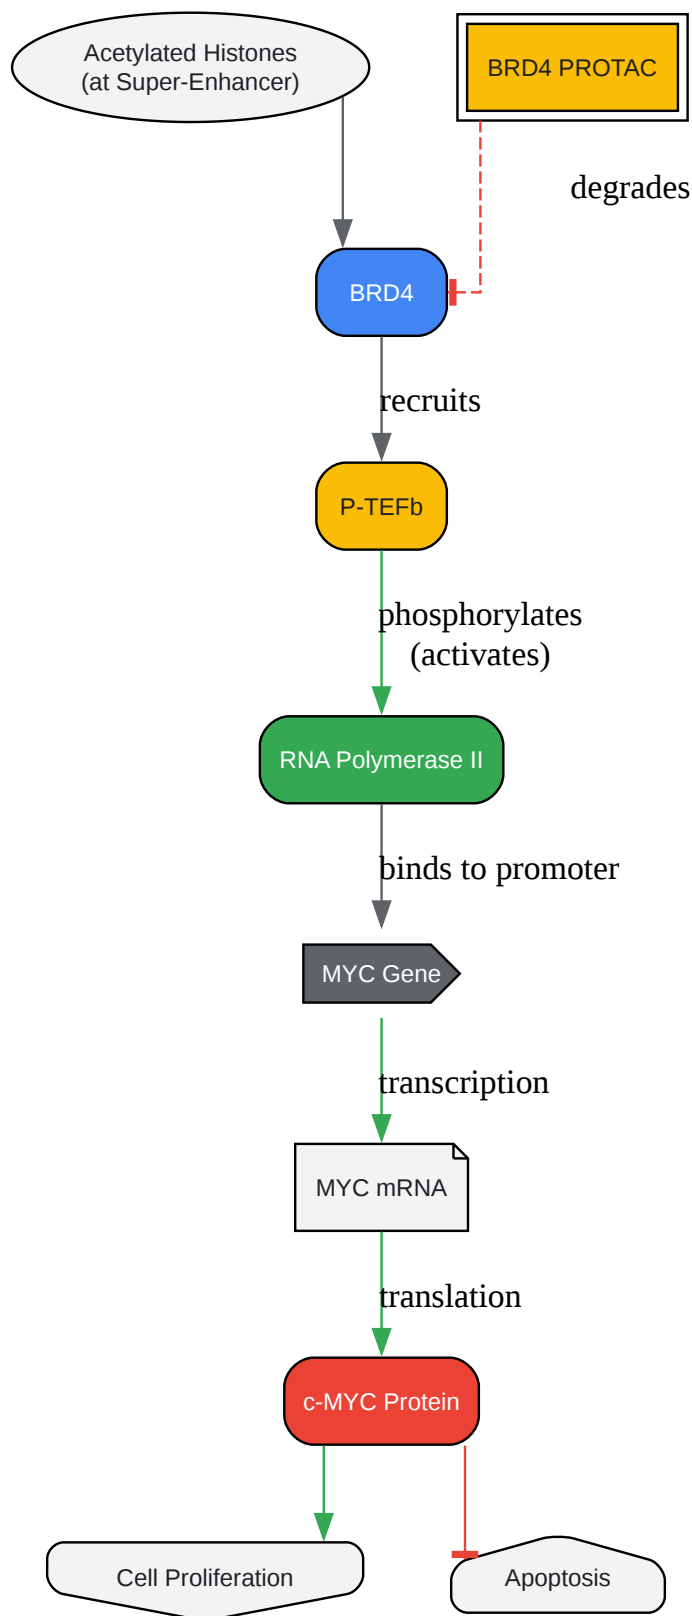 Acetylated Histones
(at Super-Enhancer)
BRD4 PROTAC
degrades
BRD4
recruits
P-TEFb
phosphorylates
(activates)
RNA Polymerase II
binds to promoter
MYC Gene
transcription
MYC mRNA
translation
c-MYC Protein
Cell Proliferation
Apoptosis